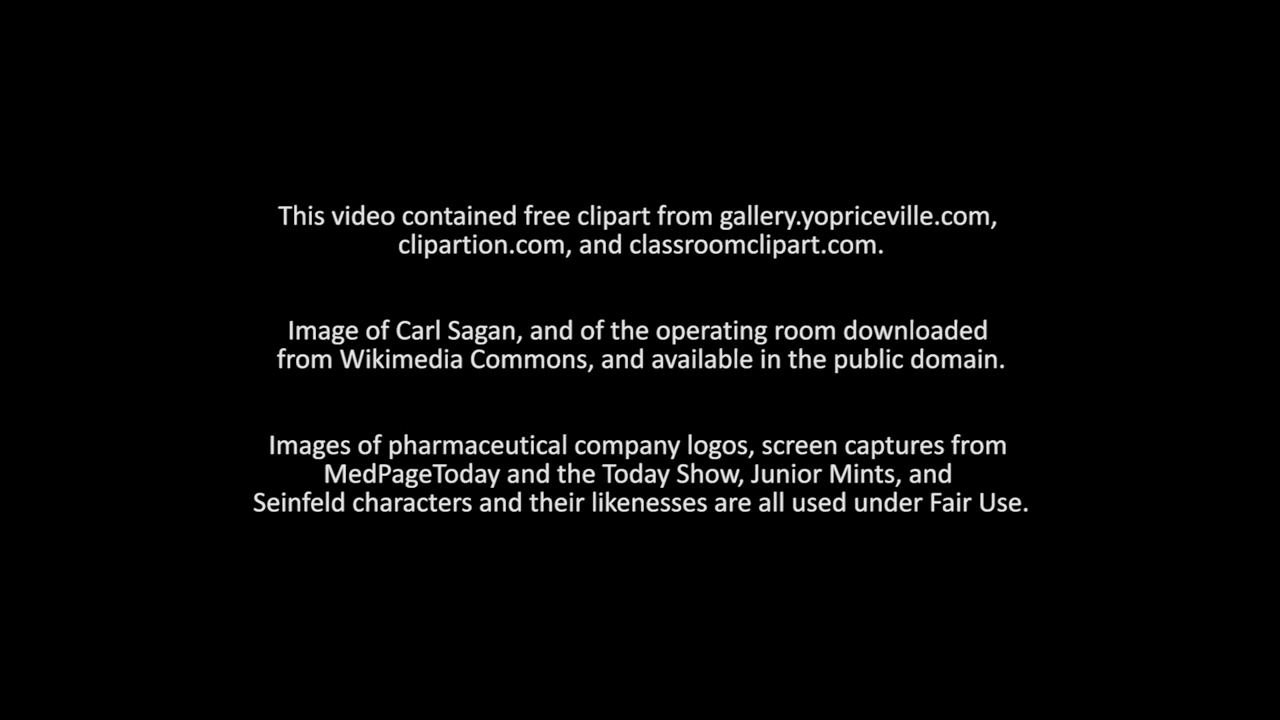 This video contained free clipart from gallery.yopriceville.com,
clipartion.com, and classroomclipart.com.
Image of Carl Sagan, and of the operating room downloaded
from Wikimedia Commons, and available in the public domain.
Images of pharmaceutical company logos, screen captures from
MedPageToday and the Today Show, Junior Mints, and
Seinfeld characters and their likenesses are all used under Fair Use.